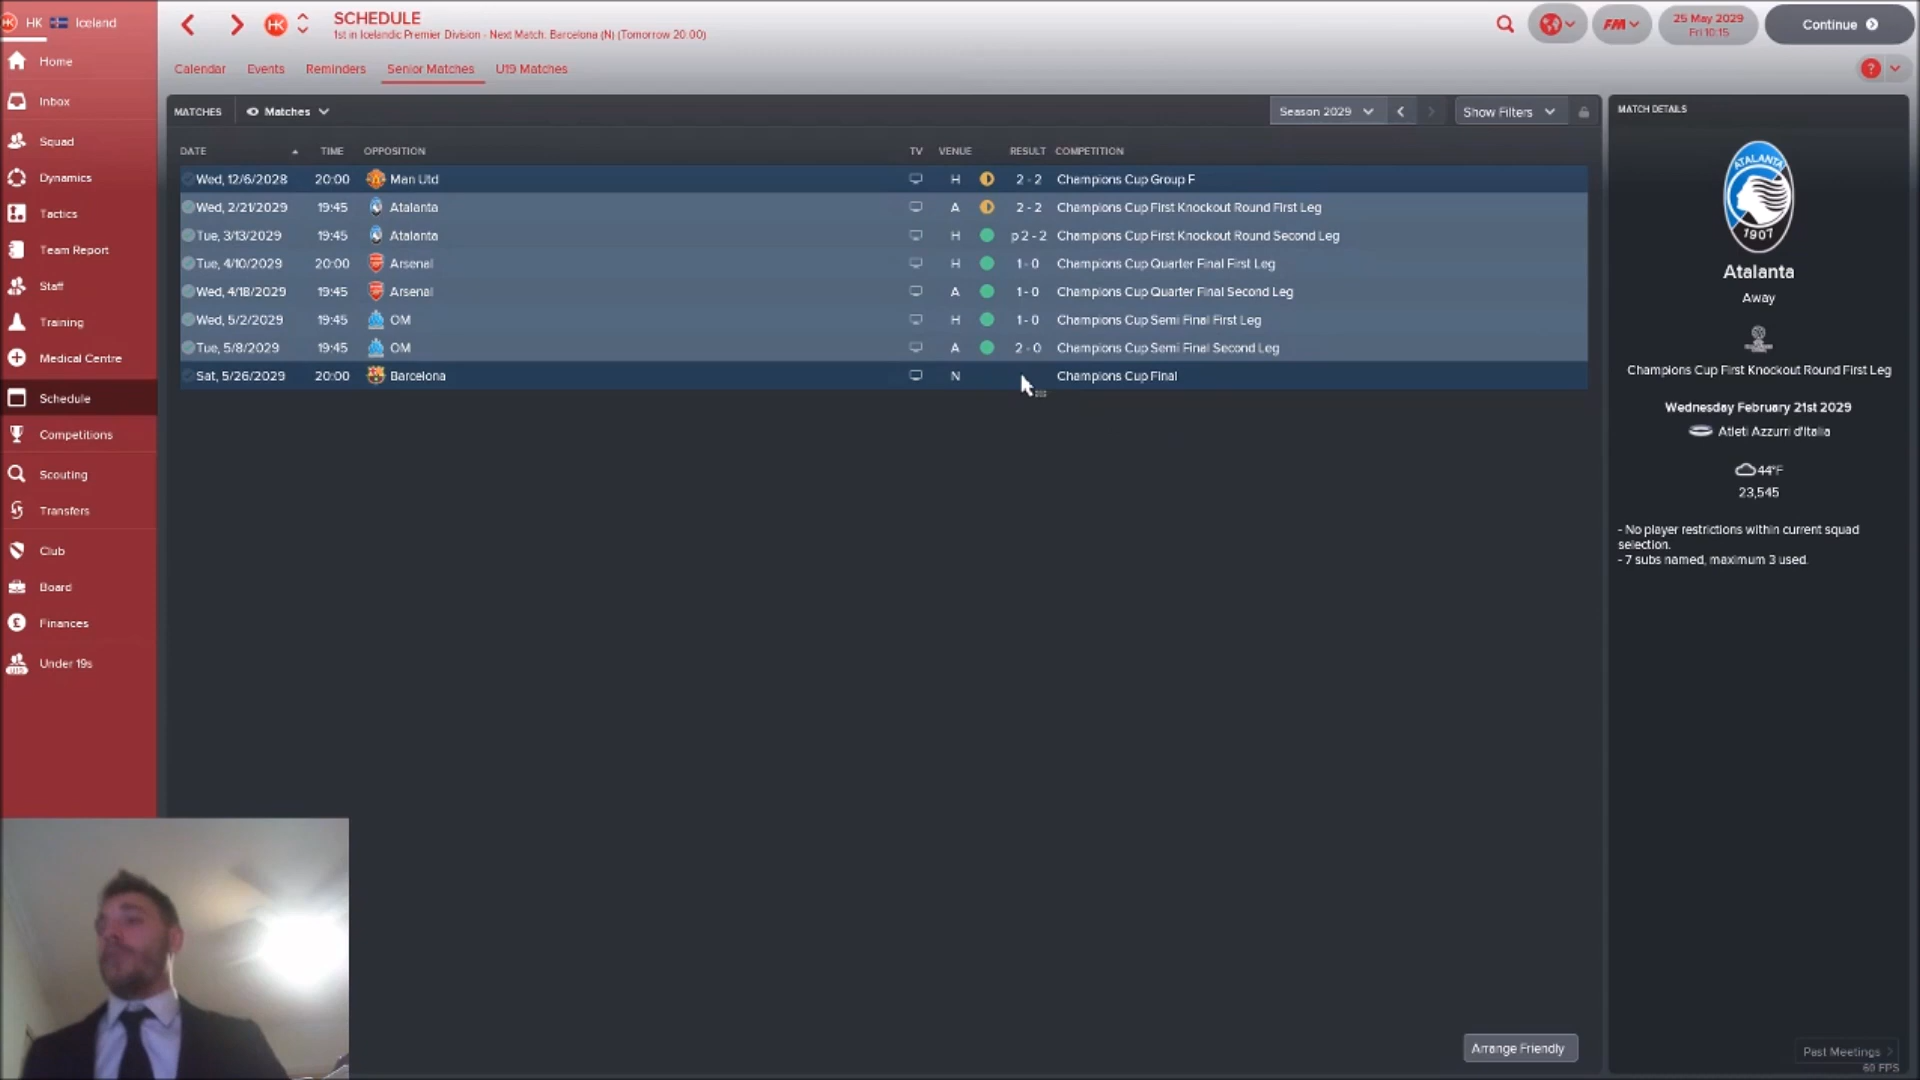 HK Iceland
SCHEDULE
1st in Icelandic Premier Division - Next Match: Barcelona (N) (Tomorrow 20:00)
FM
25 May 2029
Fri 10:15
Continue
Calendar Events Reminders Senior Matches U19 Matches
Home
Inbox
Squad
Dynamics
Tactics
Team Report
Staff
Training
Medical Centre
Schedule
Competitions
Scouting
Transfers
Club
Board
Finances
Under 19s
MATCHES Matches Season 2029 Show Filters
DATE TIME OPPOSITION TV VENUE RESULT COMPETITION
Wed, 12/6/2028 20:00 Man Utd H 2 - 2 Champions Cup Group F
Wed, 2/21/2029 19:45 Atalanta A 2 - 2 Champions Cup First Knockout Round First Leg
Tue, 3/13/2029 19:45 Atalanta H p 2 - 2 Champions Cup First Knockout Round Second Leg
Tue, 4/10/2029 20:00 Arsenal H 1 - 0 Champions Cup Quarter Final First Leg
Wed, 4/18/2029 19:45 Arsenal A 1 - 0 Champions Cup Quarter Final Second Leg
Wed, 5/2/2029 19:45 OM H 1 - 0 Champions Cup Semi Final First Leg
Tue, 5/8/2029 19:45 OM A 2 - 0 Champions Cup Semi Final Second Leg
Sat, 5/26/2029 20:00 Barcelona N Champions Cup Final
Arrange Friendly
MATCH DETAILS
ATALANTA
1907
Atalanta
Away
Champions Cup First Knockout Round First Leg
Wednesday February 21st 2029
Atleti Azzurri d'Italia
44°F
23,545
- No player restrictions within current squad
selection.
- 7 subs named, maximum 3 used.
Past Meetings >
60 FPS